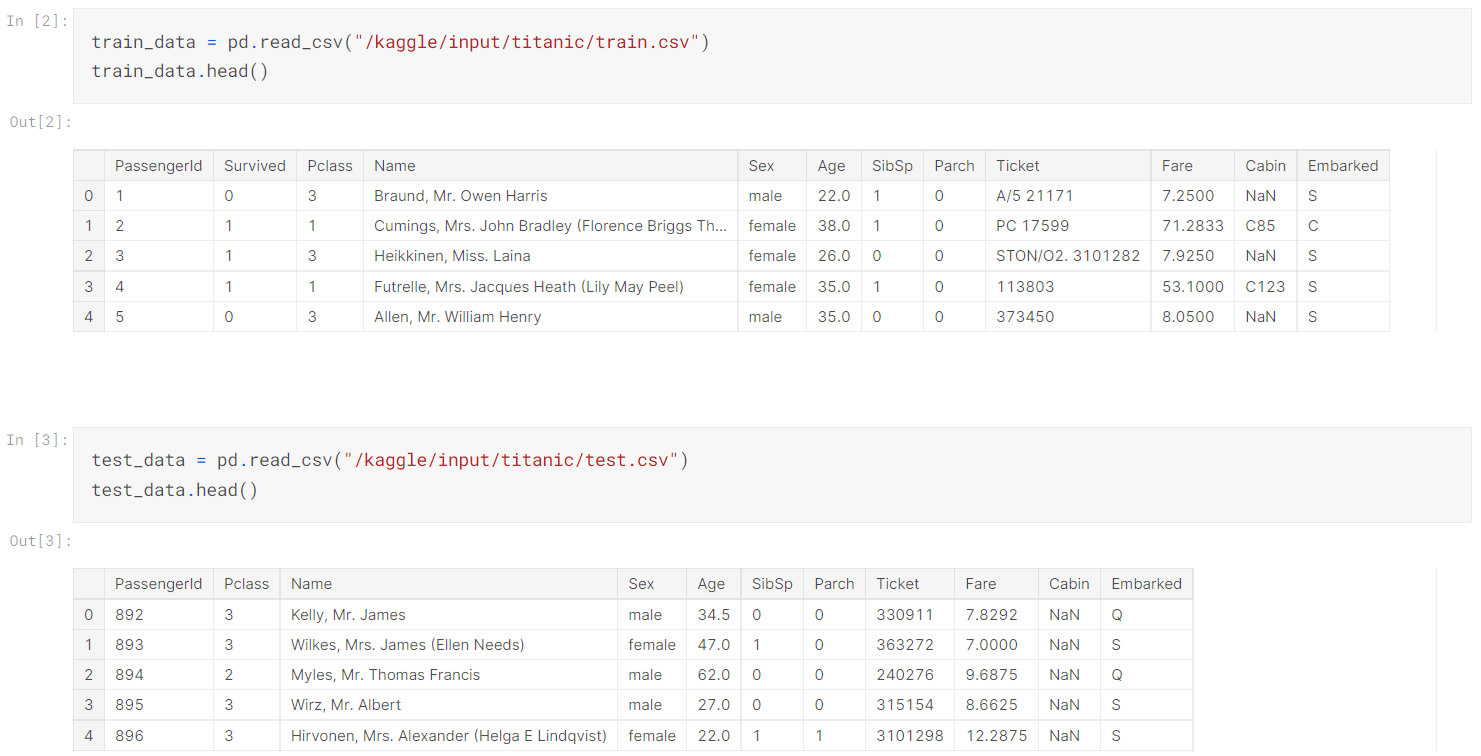 In [2]:
train_data = pd.read_csv("/kaggle/input/titanic/train.csv")
train_data.head()
Out[2]:
PassengerId Survived Pclass Name Sex Age SibSp Parch Ticket Fare Cabin Embarked
0 1 0 3 Braund, Mr. Owen Harris male 22.0 1 0 A/5 21171 7.2500 NaN S
1 2 1 1 Cumings, Mrs. John Bradley (Florence Briggs Th... female 38.0 1 0 PC 17599 71.2833 C85 C
2 3 1 3 Heikkinen, Miss. Laina female 26.0 0 0 STON/O2. 3101282 7.9250 NaN S
3 4 1 1 Futrelle, Mrs. Jacques Heath (Lily May Peel) female 35.0 1 0 113803 53.1000 C123 S
4 5 0 3 Allen, Mr. William Henry male 35.0 0 0 373450 8.0500 NaN S
In [3]:
test_data = pd.read_csv("/kaggle/input/titanic/test.csv")
test_data.head()
Out[3]:
PassengerId Pclass Name Sex Age SibSp Parch Ticket Fare Cabin Embarked
0 892 3 Kelly, Mr. James male 34.5 0 0 330911 7.8292 NaN Q
1 893 3 Wilkes, Mrs. James (Ellen Needs) female 47.0 1 0 363272 7.0000 NaN S
2 894 2 Myles, Mr. Thomas Francis male 62.0 0 0 240276 9.6875 NaN Q
3 895 3 Wirz, Mr. Albert male 27.0 0 0 315154 8.6625 NaN S
4 896 3 Hirvonen, Mrs. Alexander (Helga E Lindqvist) female 22.0 1 1 3101298 12.2875 NaN S